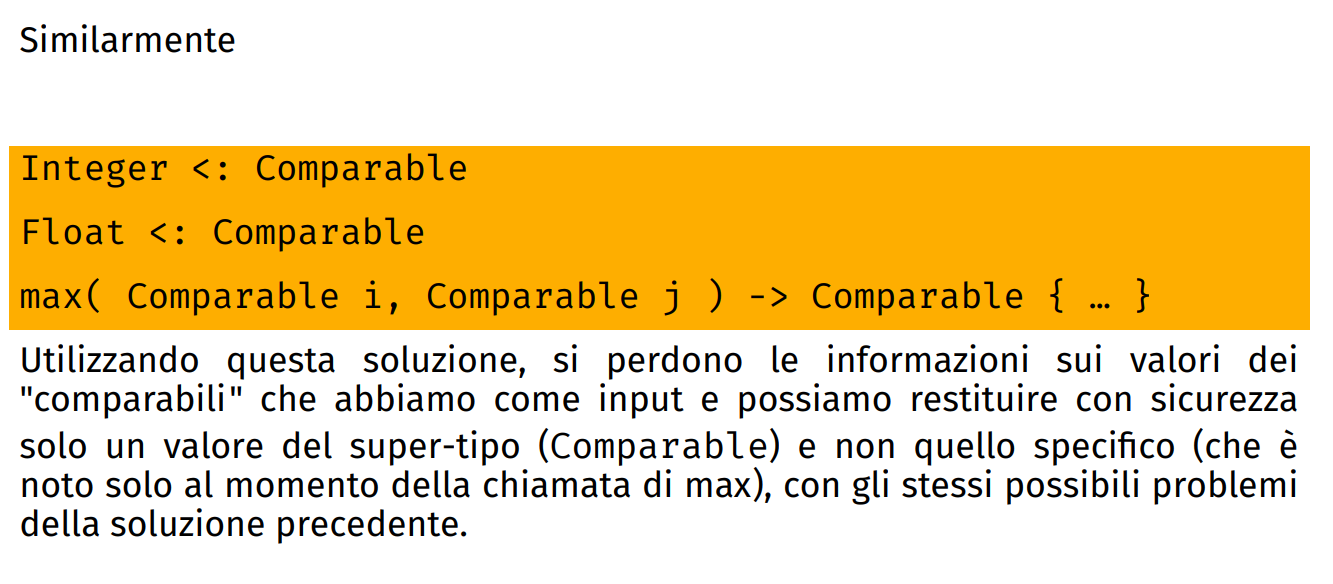 Similarmente
Integer <: Comparable
Float <: Comparable
max( Comparable i, Comparable j ) -> Comparable { … }
Utilizzando questa soluzione, si perdono le informazioni sui valori dei
"comparabili" che abbiamo come input e possiamo restituire con sicurezza
solo un valore del super-tipo (Comparable) e non quello specifico (che è
noto solo al momento della chiamata di max), con gli stessi possibili problemi
della soluzione precedente.